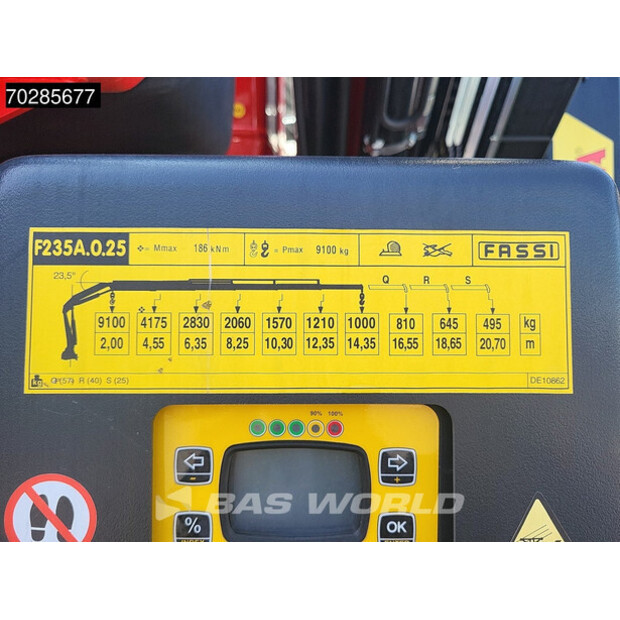 70285677
F235A.0.25 Mmax 186 kNm Pmax 9100 kg FASSI
23,5° Q R S
9100 4175 2830 2060 1570 1210 1000 810 645 495 kg
2,00 4,55 6,35 8,25 10,30 12,35 14,35 16,55 18,65 20,70 m
kg Q (57) R (40) S (25) DE10862
90% 100%
- +
BAS WORLD
% OK